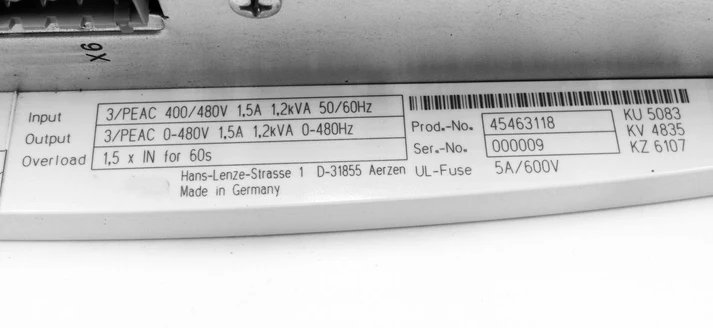 X6
Input 3/PEAC 400/480V 1,5A 1,2kVA 50/60Hz
Output 3/PEAC 0-480V 1,5A 1,2kVA 0-480Hz
Overload 1,5 x IN for 60s
Hans-Lenze-Strasse 1 D-31855 Aerzen
Made in Germany
Prod.-No. 45463118
Ser.-No. 000009
UL-Fuse 5A/600V
KU 5083
KV 4835
KZ 6107